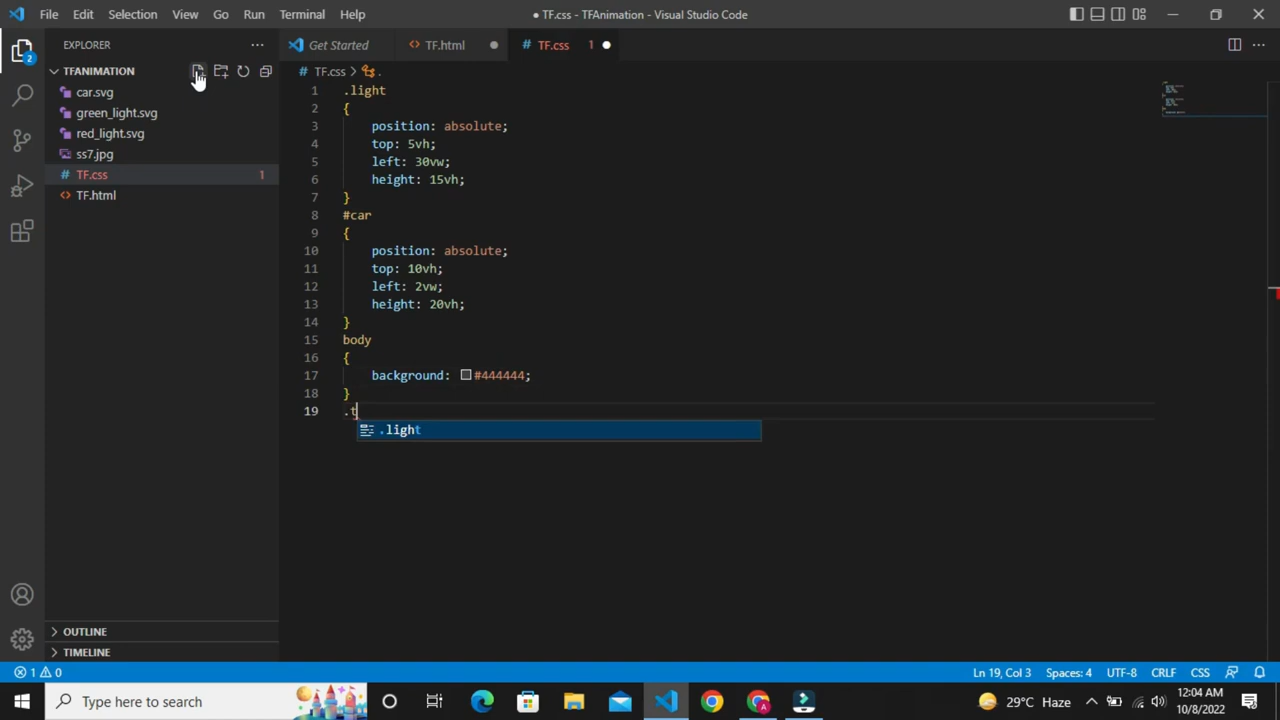 File Edit Selection View Go Run Terminal Help
● TF.css - TFAnimation - Visual Studio Code
EXPLORER
Get Started
TF.html
TF.css 1
TFANIMATION
TF.css
.
2
car.svg
green_light.svg
red_light.svg
ss7.jpg
TF.css 1
TF.html
1 .light
2 {
3 position: absolute;
4 top: 5vh;
5 left: 30vw;
6 height: 15vh;
7 }
8 #car
9 {
10 position: absolute;
11 top: 10vh;
12 left: 2vw;
13 height: 20vh;
14 }
15 body
16 {
17 background: #444444;
18 }
19 .t
.light
OUTLINE
TIMELINE
1 0
Ln 19, Col 3 Spaces: 4 UTF-8 CRLF CSS
Type here to search
29°C Haze
12:04 AM
10/8/2022